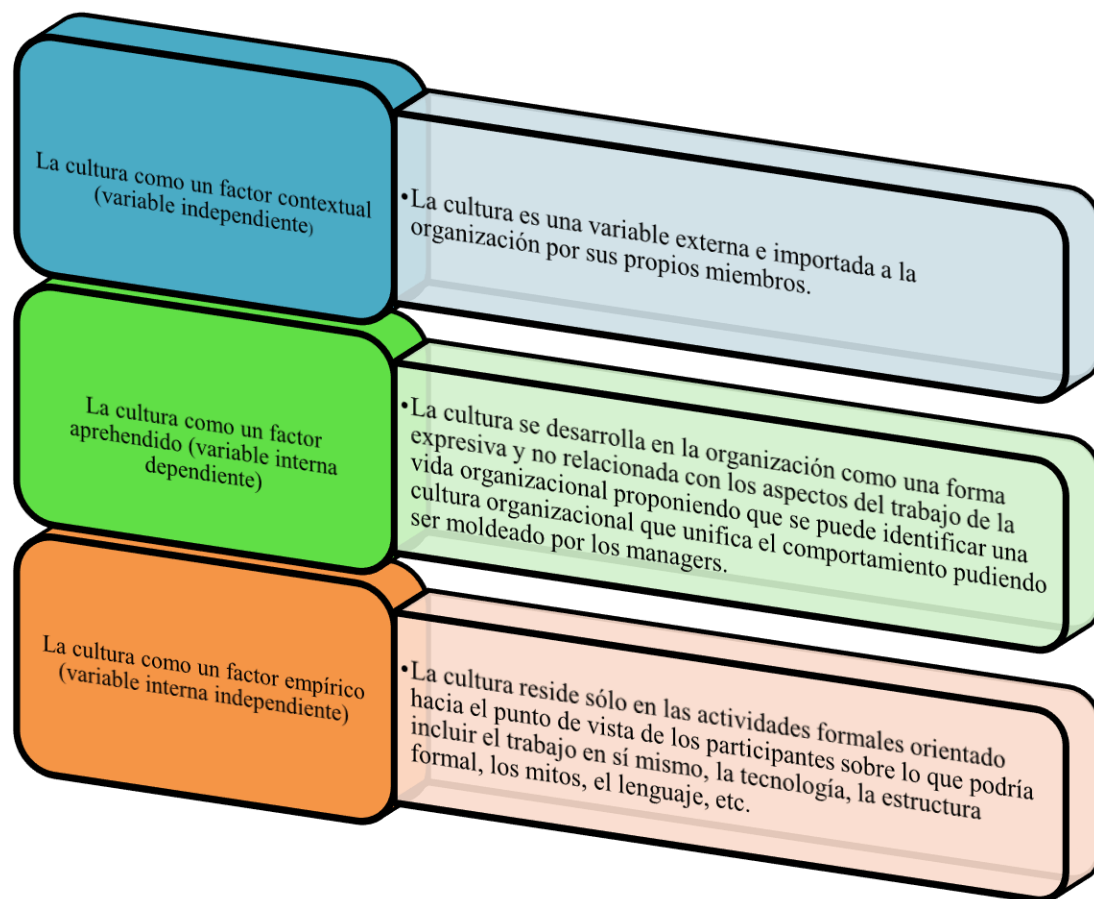 La cultura como un factor contextual
(variable independiente)
•La cultura es una variable externa e importada a la
organización por sus propios miembros.
La cultura como un factor
aprehendido (variable interna
dependiente)
•La cultura se desarrolla en la organización como una forma
expresiva y no relacionada con los aspectos del trabajo de la
vida organizacional proponiendo que se puede identificar una
cultura organizacional que unifica el comportamiento pudiendo
ser moldeado por los managers.
La cultura como un factor empírico
(variable interna independiente)
•La cultura reside sólo en las actividades formales orientado
hacia el punto de vista de los participantes sobre lo que podría
incluir el trabajo en sí mismo, la tecnología, la estructura
formal, los mitos, el lenguaje, etc.